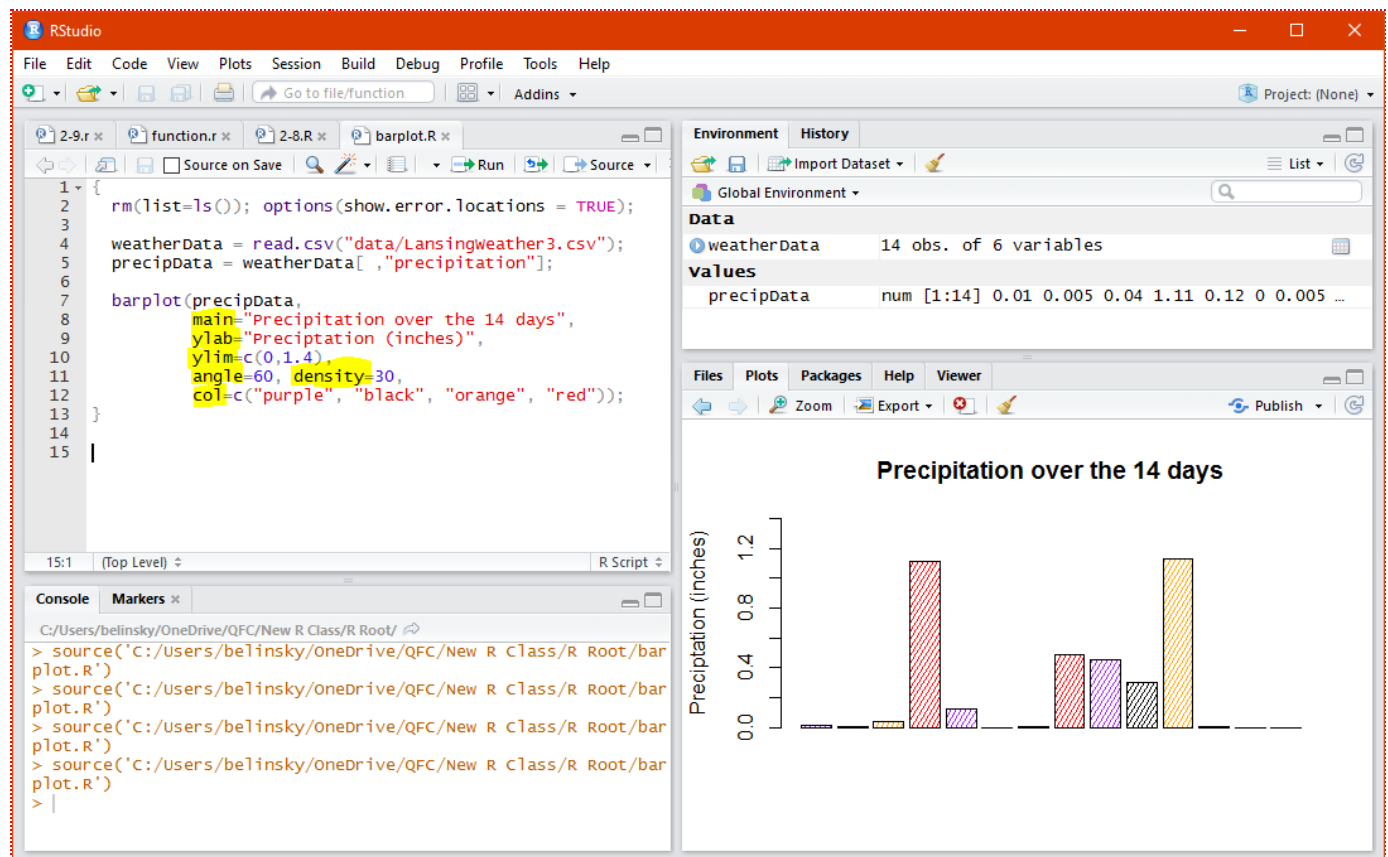 RStudio
File Edit Code View Plots Session Build Debug Profile Tools Help
Go to file/function Addins Project: (None)
2-9.r function.r 2-8.R barplot.R
Source on Save Run Source
1 {
2 rm(list=ls()); options(show.error.locations = TRUE);
3
4 weatherData = read.csv("data/LansingWeather3.csv");
5 precipData = weatherData[ ,"precipitation"];
6
7 barplot(precipData,
8 main="Precipitation over the 14 days",
9 ylab="Preciptation (inches)",
10 ylim=c(0,1.4),
11 angle=60, density=30,
12 col=c("purple", "black", "orange", "red"));
13 }
14
15
15:1 (Top Level) R Script
Console Markers
C:/Users/belinsky/OneDrive/QFC/New R Class/R Root/
> source('C:/Users/belinsky/OneDrive/QFC/New R Class/R Root/bar
plot.R')
> source('C:/Users/belinsky/OneDrive/QFC/New R Class/R Root/bar
plot.R')
> source('C:/Users/belinsky/OneDrive/QFC/New R Class/R Root/bar
plot.R')
> source('C:/Users/belinsky/OneDrive/QFC/New R Class/R Root/bar
plot.R')
>
Environment History
Import Dataset List
Global Environment
Data
weatherData 14 obs. of 6 variables
Values
precipData num [1:14] 0.01 0.005 0.04 1.11 0.12 0 0.005 …
Files Plots Packages Help Viewer
Zoom Export Publish
Precipitation over the 14 days
Preciptation (inches)
1.2
0.8
0.4
0.0